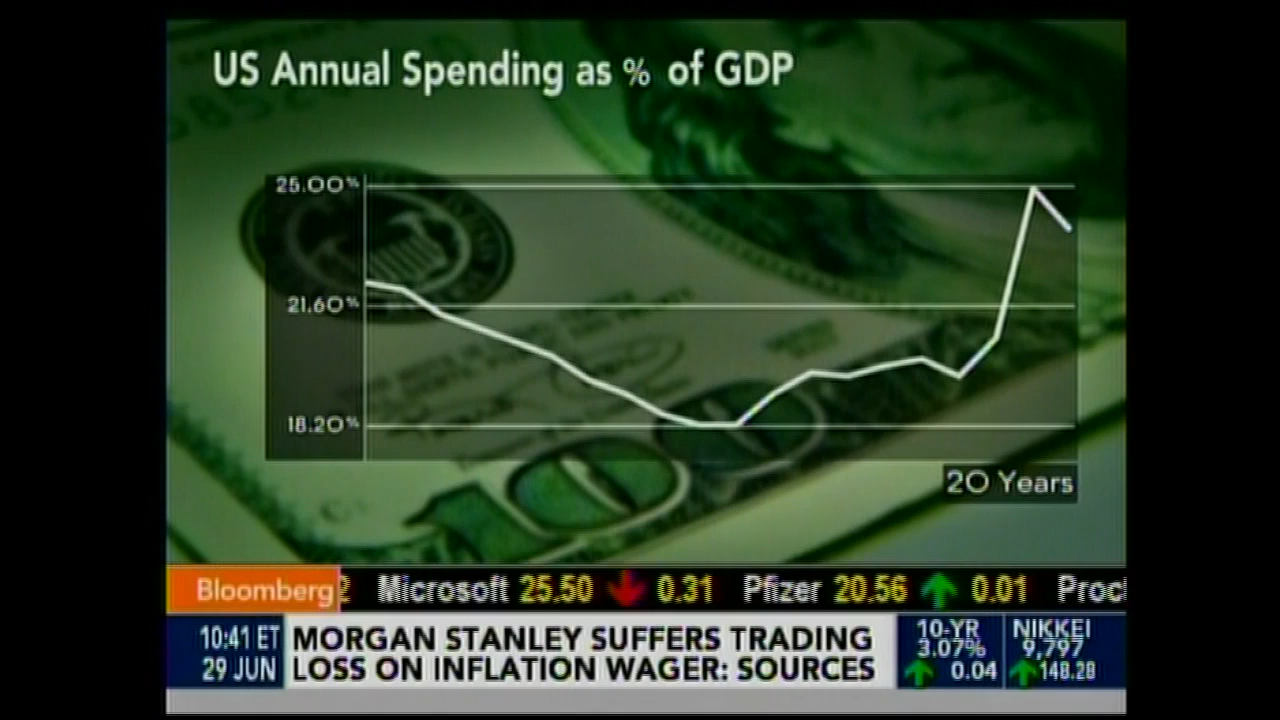 US Annual Spending as % of GDP
25.00%
21.60%
18.20%
20 Years
Bloomberg 2 Microsoft 25.50 0.31 Pfizer 20.56 0.01 Proc
10:41 ET
29 JUN
MORGAN STANLEY SUFFERS TRADING
LOSS ON INFLATION WAGER: SOURCES
10-YR
3.07%
0.04
NIKKEI
9,797
148.28